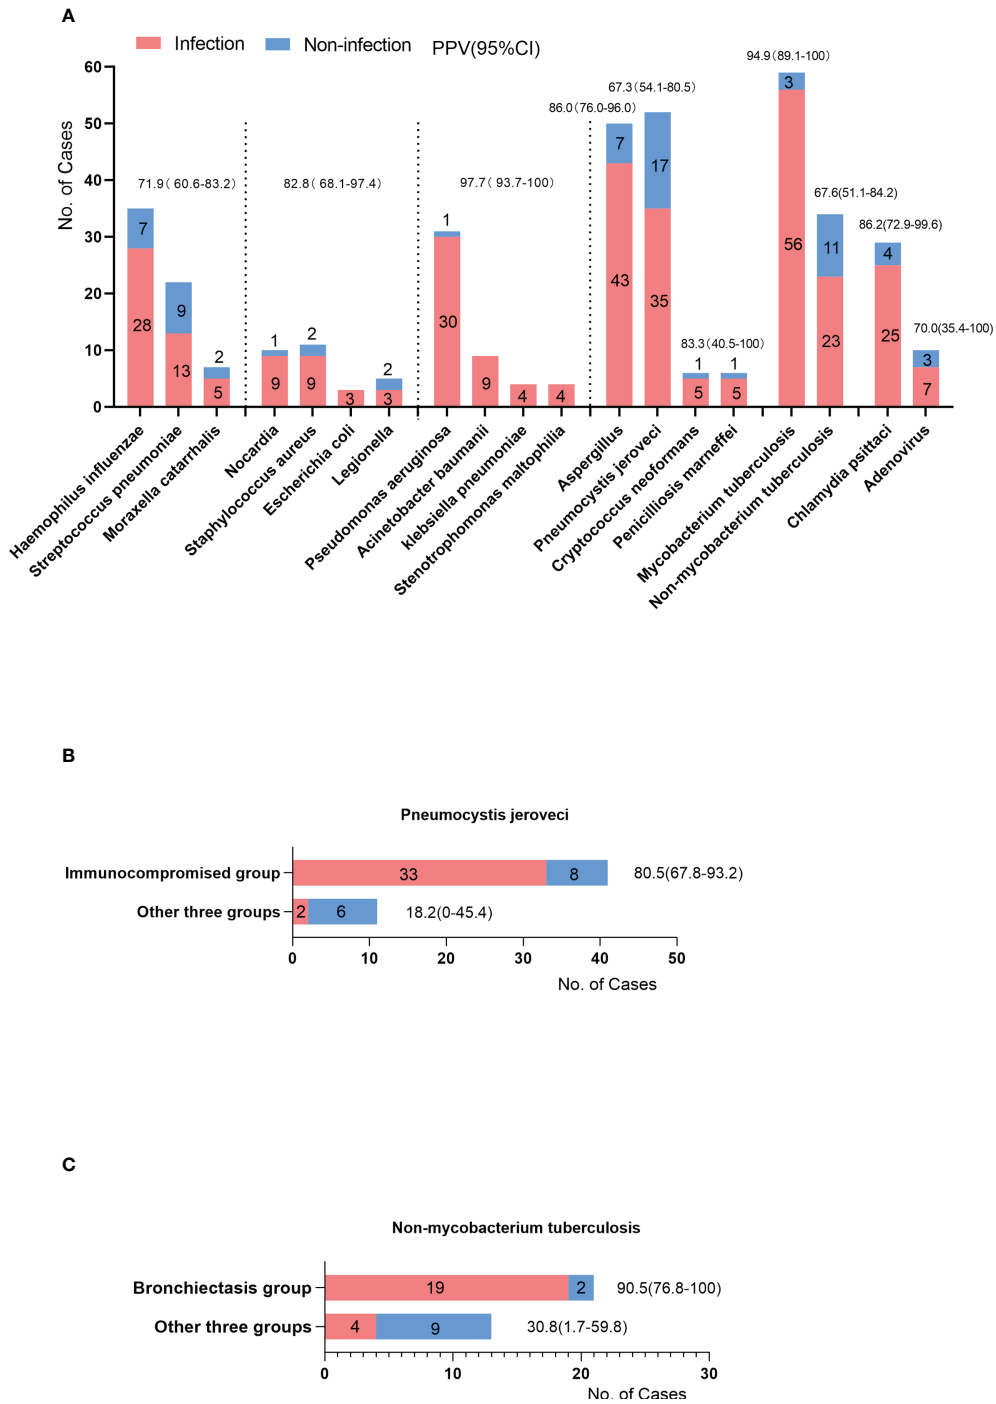 A
Infection Non-infection PPV(95%CI)
No. of Cases
60
50
40
30
20
10
0
71.9( 60.6-83.2)
82.8( 68.1-97.4)
97.7( 93.7-100)
86.0(76.0-96.0)
67.3(54.1-80.5)
83.3(40.5-100)
94.9(89.1-100)
67.6(51.1-84.2)
86.2(72.9-99.6)
70.0(35.4-100)
7
28
9
13
2
5
1
9
2
9
3
2
3
1
30
9
4
4
7
43
17
35
1
5
1
5
3
56
11
23
4
25
3
7
Haemophilus influenzae
Streptococcus pneumoniae
Moraxella catarrhalis
Nocardia
Staphylococcus aureus
Escherichia coli
Legionella
Pseudomonas aeruginosa
Acinetobacter baumanii
klebsiella pneumoniae
Stenotrophomonas maltophilia
Aspergillus
Pneumocystis jeroveci
Cryptococcus neoformans
Penicillosis marneffei
Mycobacterium tuberculosis
Non-mycobacterium tuberculosis
Chlamydia psittaci
Adenovirus
B
Pneumocystis jeroveci
Immunocompromised group 33 8 80.5(67.8-93.2)
Other three groups 2 6 18.2(0-45.4)
0 10 20 30 40 50
No. of Cases
C
Non-mycobacterium tuberculosis
Bronchiectasis group 19 2 90.5(76.8-100)
Other three groups 4 9 30.8(1.7-59.8)
0 10 20 30
No. of Cases